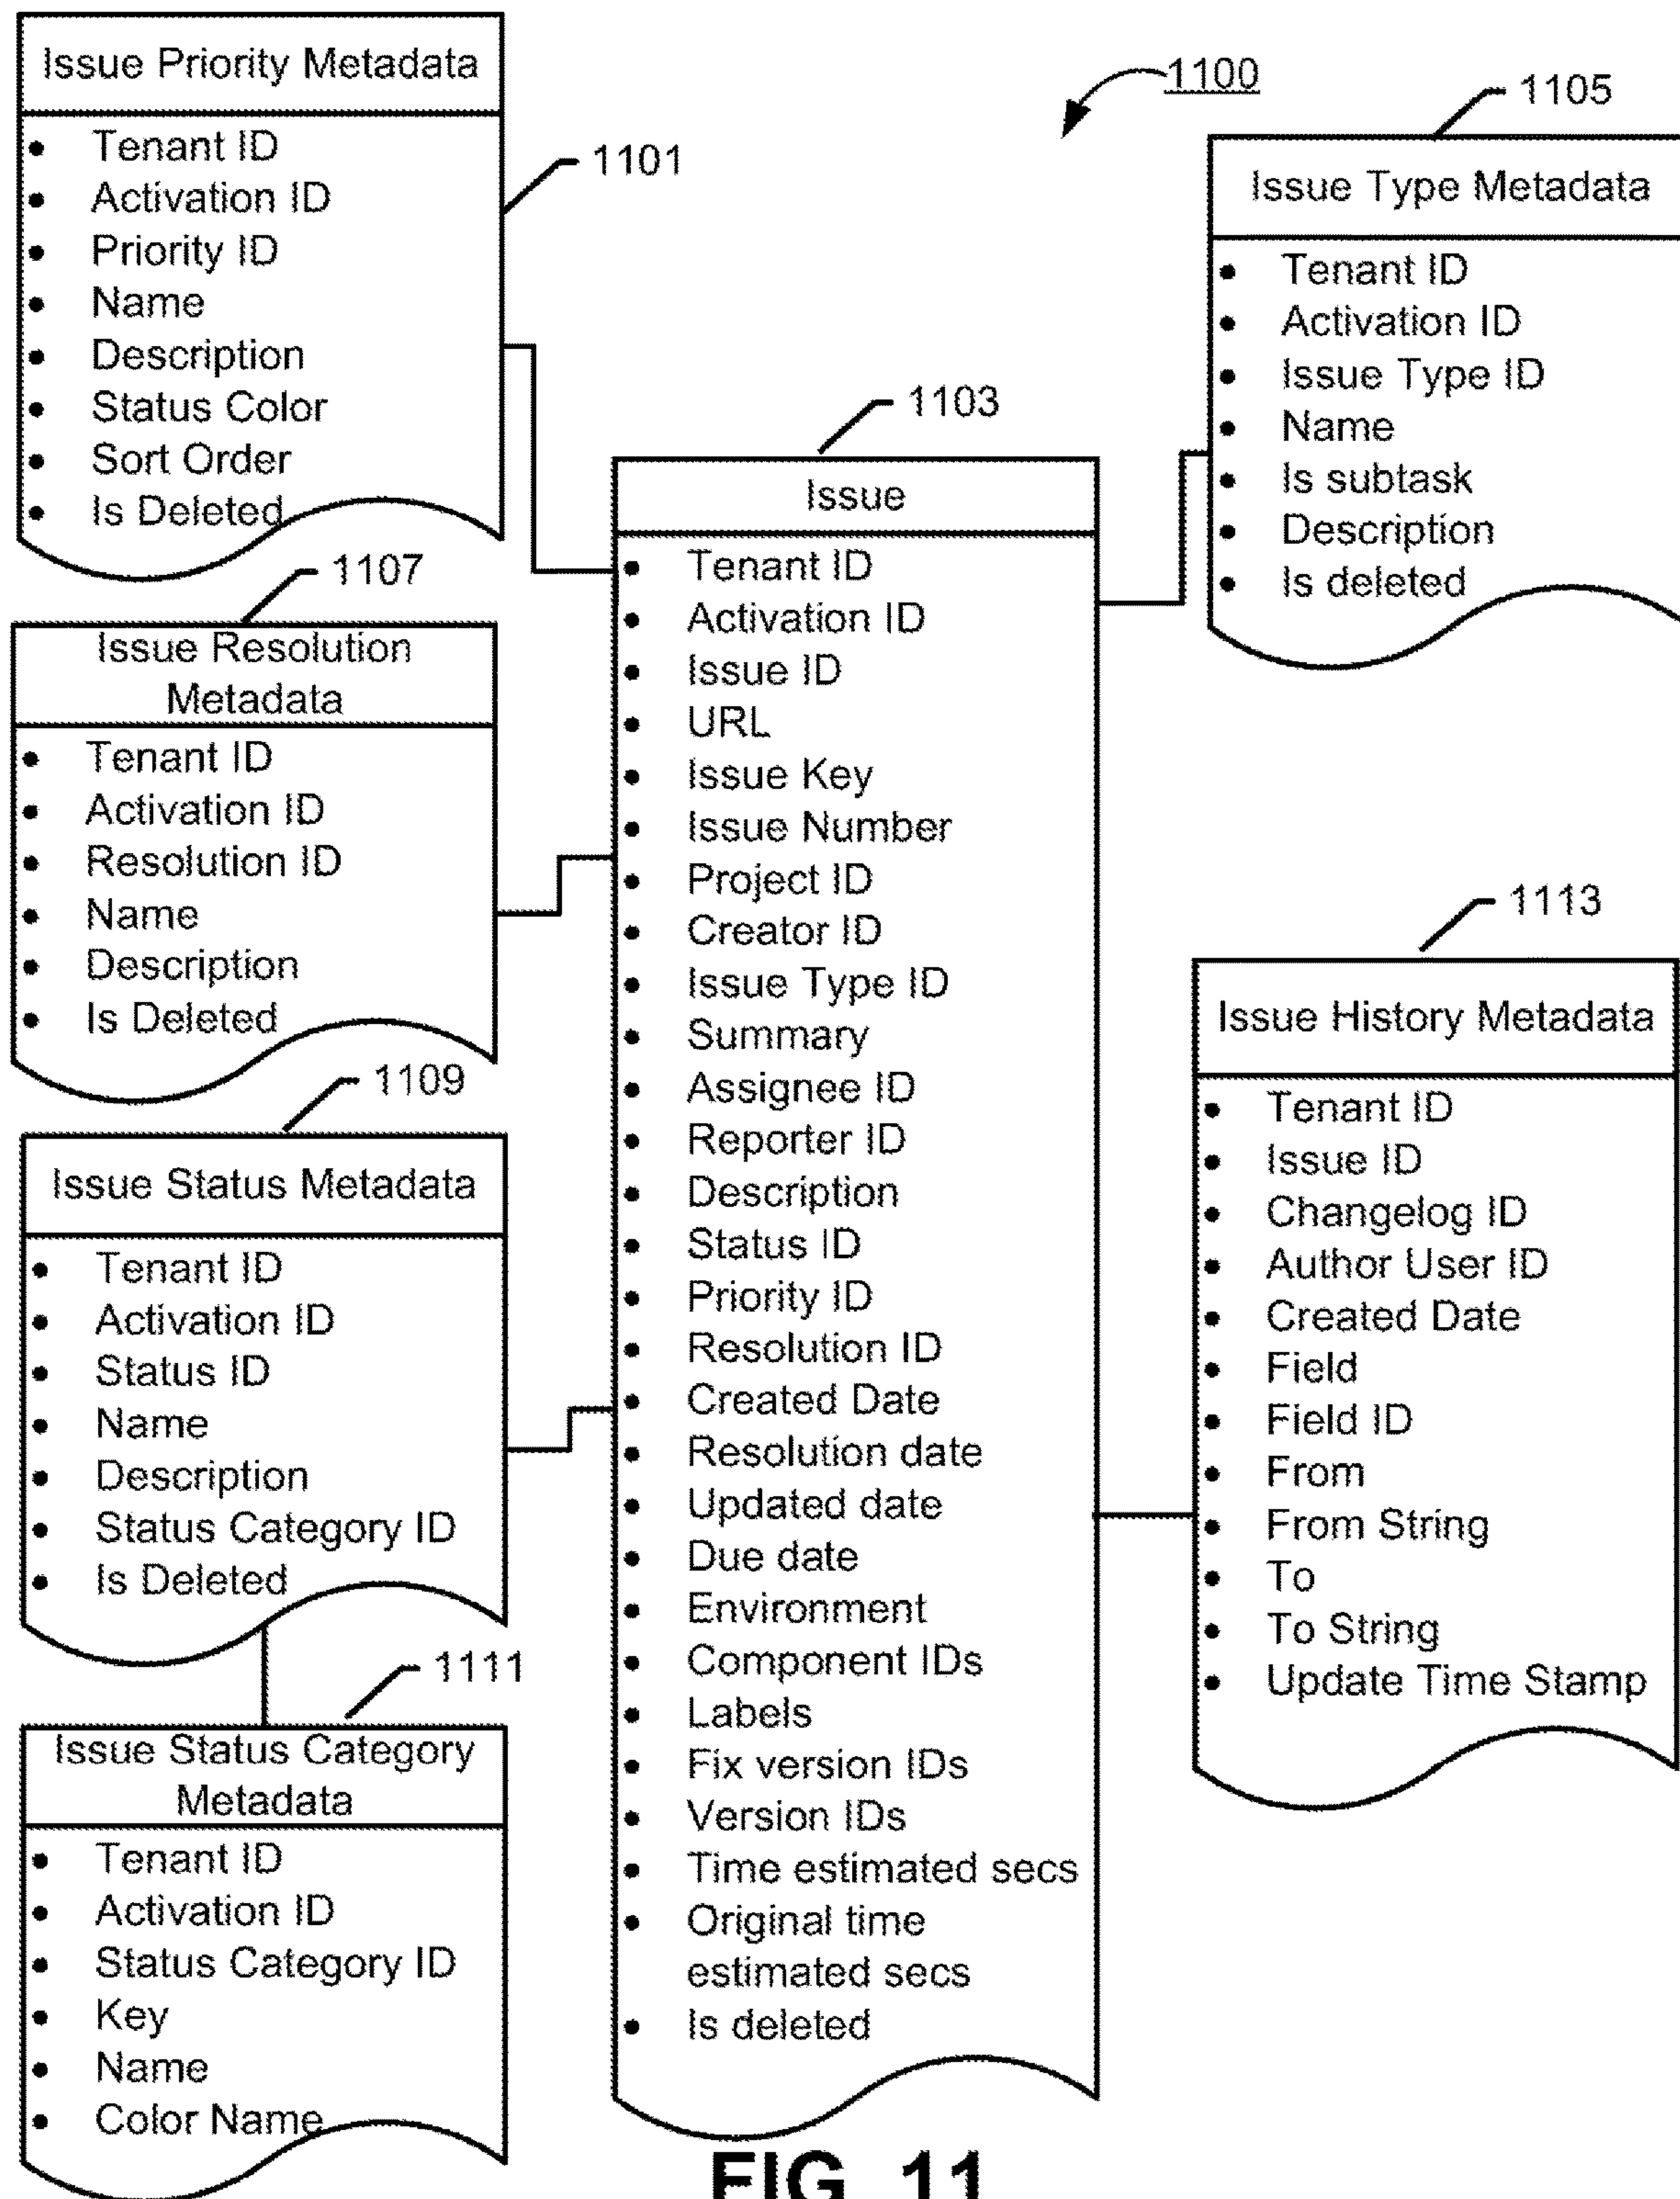 1100
Issue Priority Metadata
• Tenant ID
• Activation ID
• Priority ID
• Name
• Description
• Status Color
• Sort Order
• Is Deleted
1101
1105
Issue Type Metadata
• Tenant ID
• Activation ID
• Issue Type ID
• Name
• Is subtask
• Description
• Is deleted
1103
Issue
• Tenant ID
• Activation ID
• Issue ID
• URL
• Issue Key
• Issue Number
• Project ID
• Creator ID
• Issue Type ID
• Summary
• Assignee ID
• Reporter ID
• Description
• Status ID
• Priority ID
• Resolution ID
• Created Date
• Resolution date
• Updated date
• Due date
• Environment
• Component IDs
• Labels
• Fix version IDs
• Version IDs
• Time estimated secs
• Original time
estimated secs
• Is deleted
1107
Issue Resolution
Metadata
• Tenant ID
• Activation ID
• Resolution ID
• Name
• Description
• Is Deleted
1109
Issue Status Metadata
• Tenant ID
• Activation ID
• Status ID
• Name
• Description
• Status Category ID
• Is Deleted
1111
Issue Status Category
Metadata
• Tenant ID
• Activation ID
• Status Category ID
• Key
• Name
• Color Name
1113
Issue History Metadata
• Tenant ID
• Issue ID
• Changelog ID
• Author User ID
• Created Date
• Field
• Field ID
• From
• From String
• To
• To String
• Update Time Stamp
FIG. 11